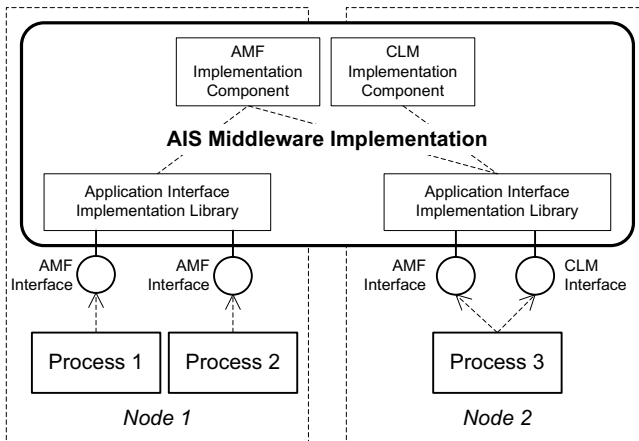 AMF
Implementation
Component
CLM
Implementation
Component
AIS Middleware Implementation
Application Interface
Implementation Library
Application Interface
Implementation Library
AMF
Interface
AMF
Interface
AMF
Interface
CLM
Interface
Process 1
Process 2
Process 3
Node 1
Node 2